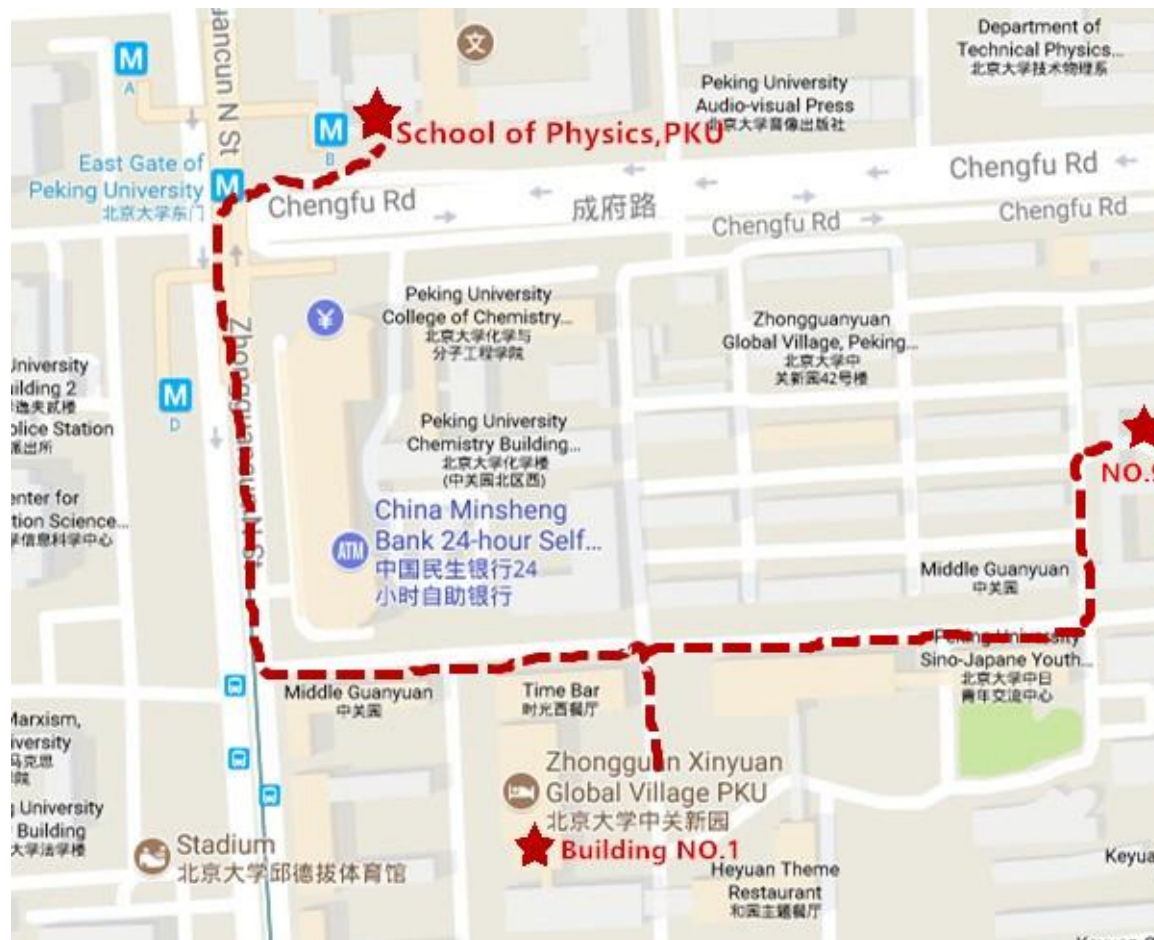 Department of
Technical Physics...
北京大学技术物理系
M
A
文
Peking University
Audio-visual Press
北京大学音像出版社
M
B
School of Physics,PKU
East Gate of
Peking University
北京大学东门
M
Chengfu Rd
成府路
Chengfu Rd
Chengfu Rd
Chengfu Rd
Peking University
College of Chemistry...
北京大学化学与
分子工程学院
¥
Zhongguanyuan
Global Village, Peking...
北京大学中
关新园42号楼
M
D
Peking University
Chemistry Building...
北京大学化学楼
(中关园北区西)
NO.9
China Minsheng
Bank 24-hour Self...
中国民生银行24
小时自助银行
ATM
Middle Guanyuan
中关园
Peking University
Sino-Japane Youth...
北京大学中日
青年交流中心
Middle Guanyuan
中关园
Time Bar
时光西餐厅
Zhongguan Xinyuan
Global Village PKU
北京大学中关新园
Building NO.1
Stadium
北京大学邱德拔体育馆
Heyuan Theme
Restaurant
和园主题餐厅